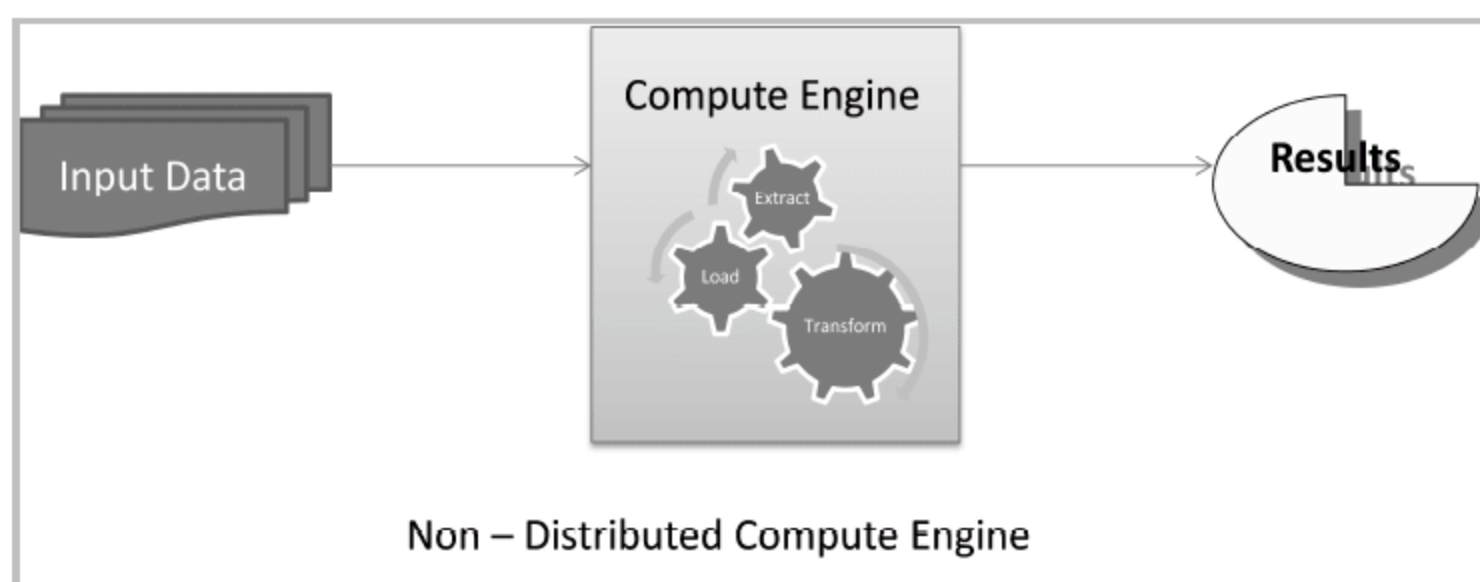 Compute Engine
Input Data
Extract
Load
Transform
Results
Non – Distributed Compute Engine